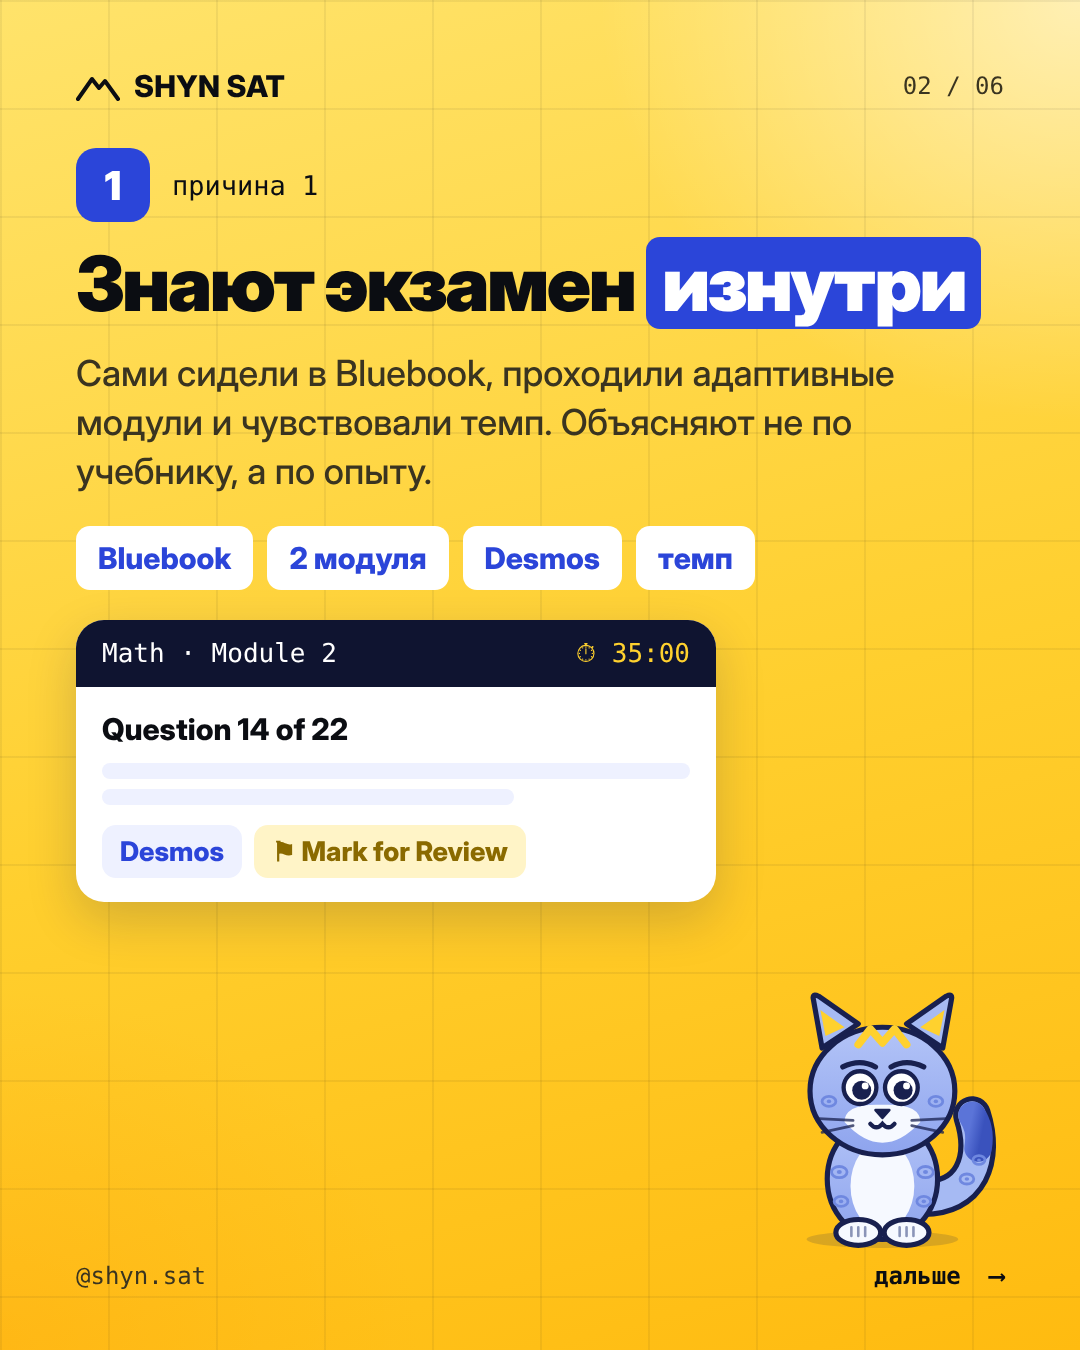 SHYN SAT
02 / 06
1
причина 1
Знают экзамен изнутри
Сами сидели в Bluebook, проходили адаптивные
модули и чувствовали темп. Объясняют не по
учебнику, а по опыту.
Bluebook
2 модуля
Desmos
темп
Math · Module 2
⏱ 35:00
Question 14 of 22
Desmos
⚑ Mark for Review
@shyn.sat
дальше →